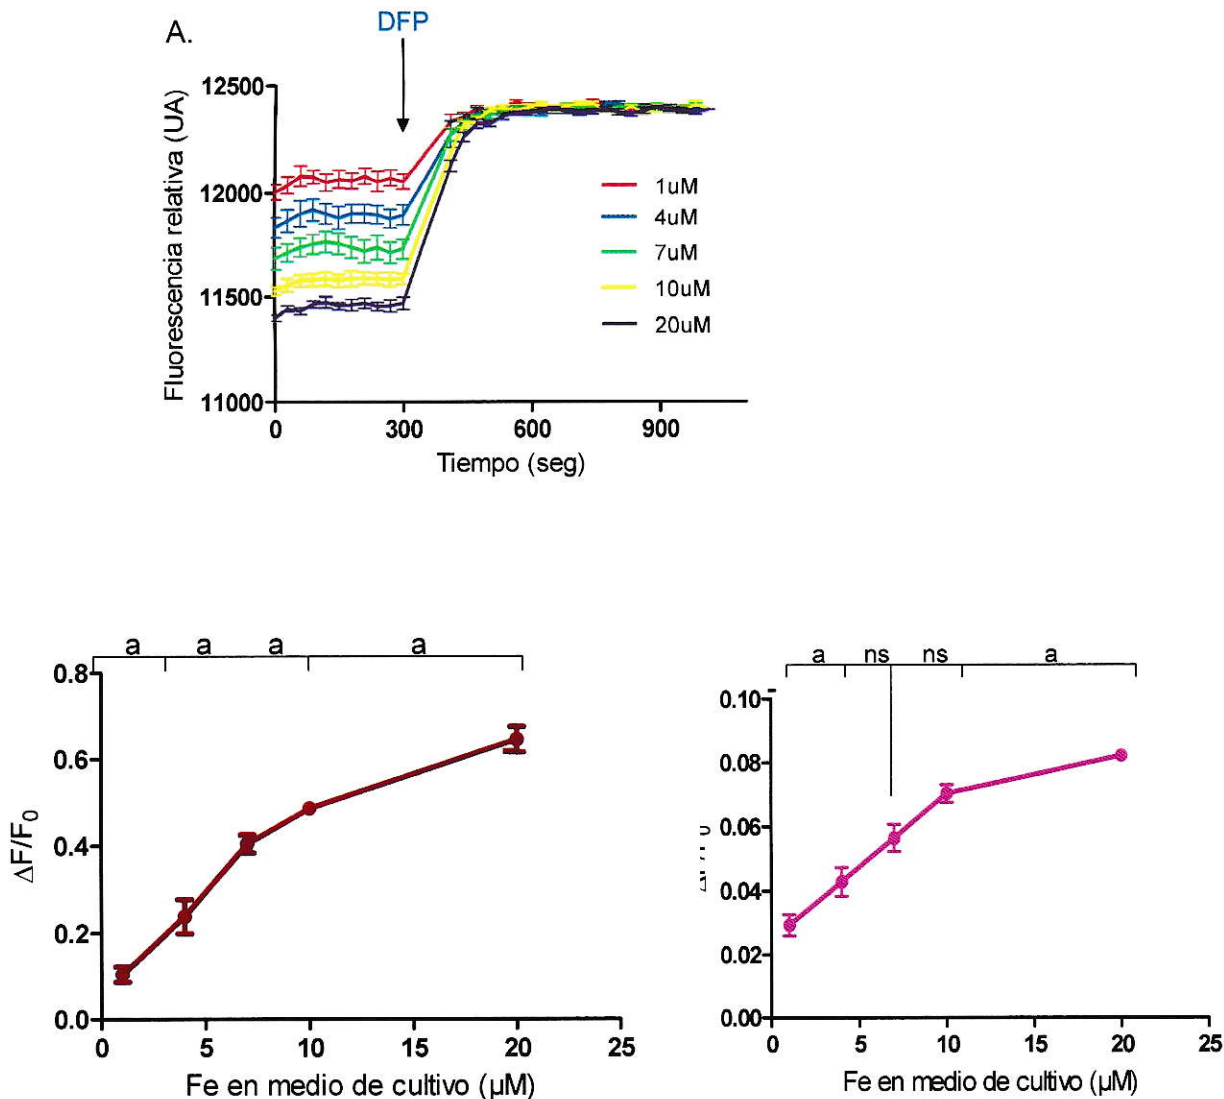 A.
DFP
Fluorescencia relativa (UA)
12500
12000
11500
11000
0 300 600 900
Tiempo (seg)
1uM
4uM
7uM
10uM
20uM
a a a a
ΔF/F0
0.8
0.6
0.4
0.2
0.0
0 5 10 15 20 25
Fe en medio de cultivo (µM)
a ns ns a
0.10
0.08
0.06
0.04
0.02
0.00
0 5 10 15 20 25
Fe en medio de cultivo (µM)